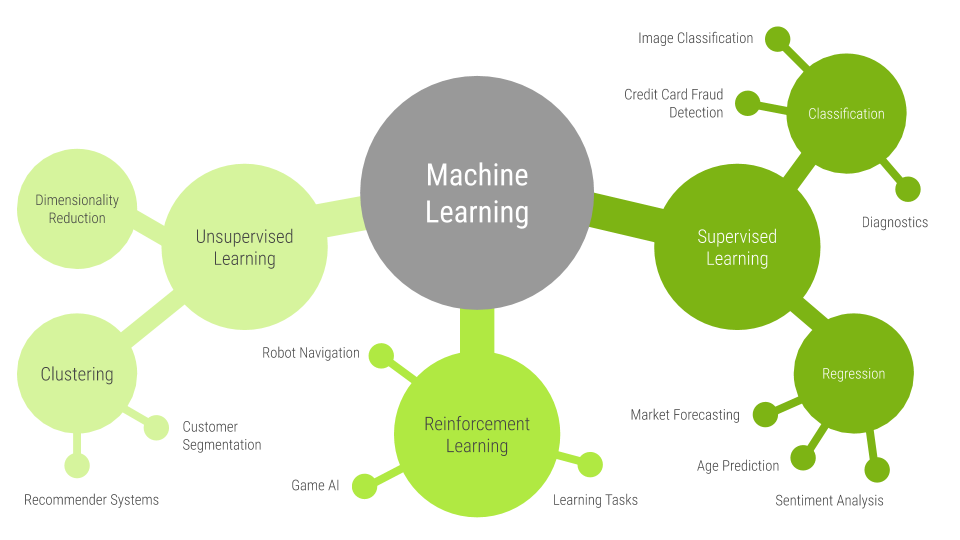 Machine
Learning
Unsupervised
Learning
Dimensionality
Reduction
Clustering
Customer
Segmentation
Recommender Systems
Reinforcement
Learning
Robot Navigation
Game AI
Learning Tasks
Supervised
Learning
Classification
Image Classification
Credit Card Fraud
Detection
Diagnostics
Regression
Market Forecasting
Age Prediction
Sentiment Analysis